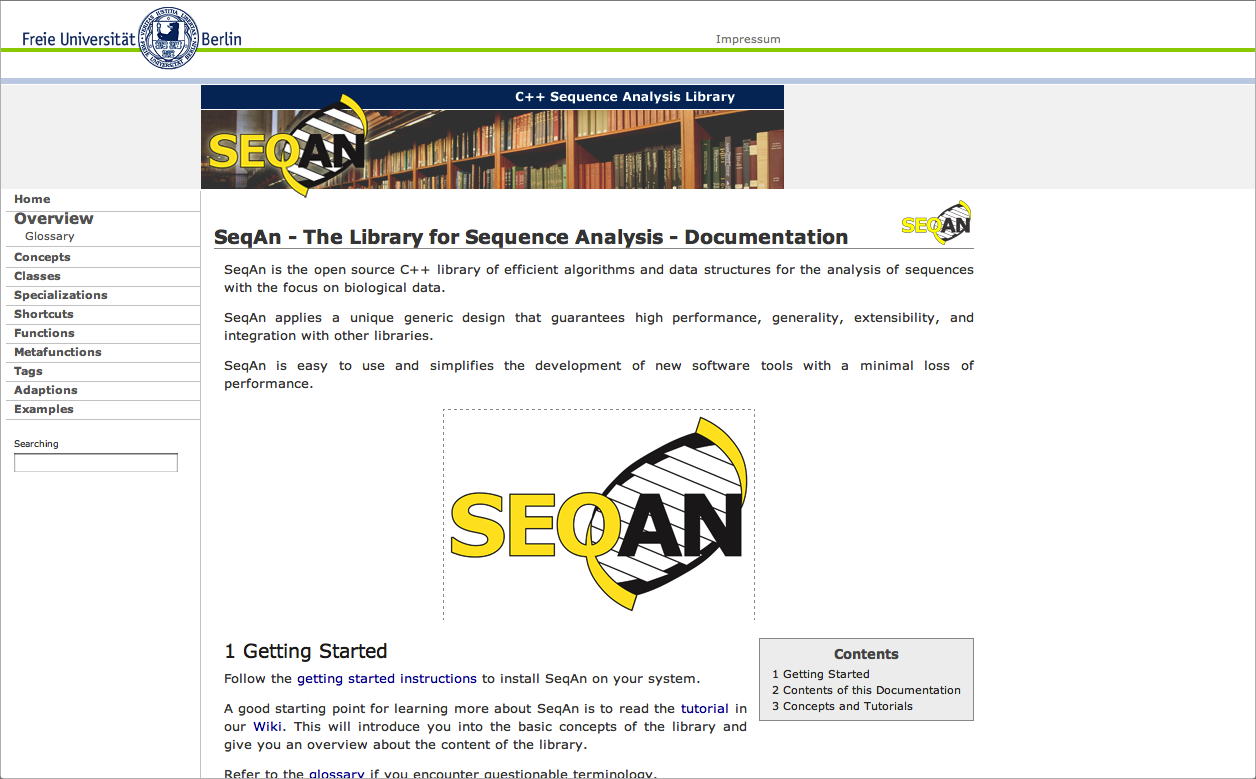 Freie Universität Berlin
Impressum
C++ Sequence Analysis Library
SEQAN
Home
Overview
Glossary
Concepts
Classes
Specializations
Shortcuts
Functions
Metafunctions
Tags
Adaptions
Examples
Searching
SEQAN
SeqAn - The Library for Sequence Analysis - Documentation
SeqAn is the open source C++ library of efficient algorithms and data structures for the analysis of sequences
with the focus on biological data.
SeqAn applies a unique generic design that guarantees high performance, generality, extensibility, and
integration with other libraries.
SeqAn is easy to use and simplifies the development of new software tools with a minimal loss of
performance.
SEQAN
1 Getting Started
Follow the getting started instructions to install SeqAn on your system.
A good starting point for learning more about SeqAn is to read the tutorial in
our Wiki. This will introduce you into the basic concepts of the library and
give you an overview about the content of the library.
Refer to the glossary if you encounter questionable terminology.
Contents
1 Getting Started
2 Contents of this Documentation
3 Concepts and Tutorials